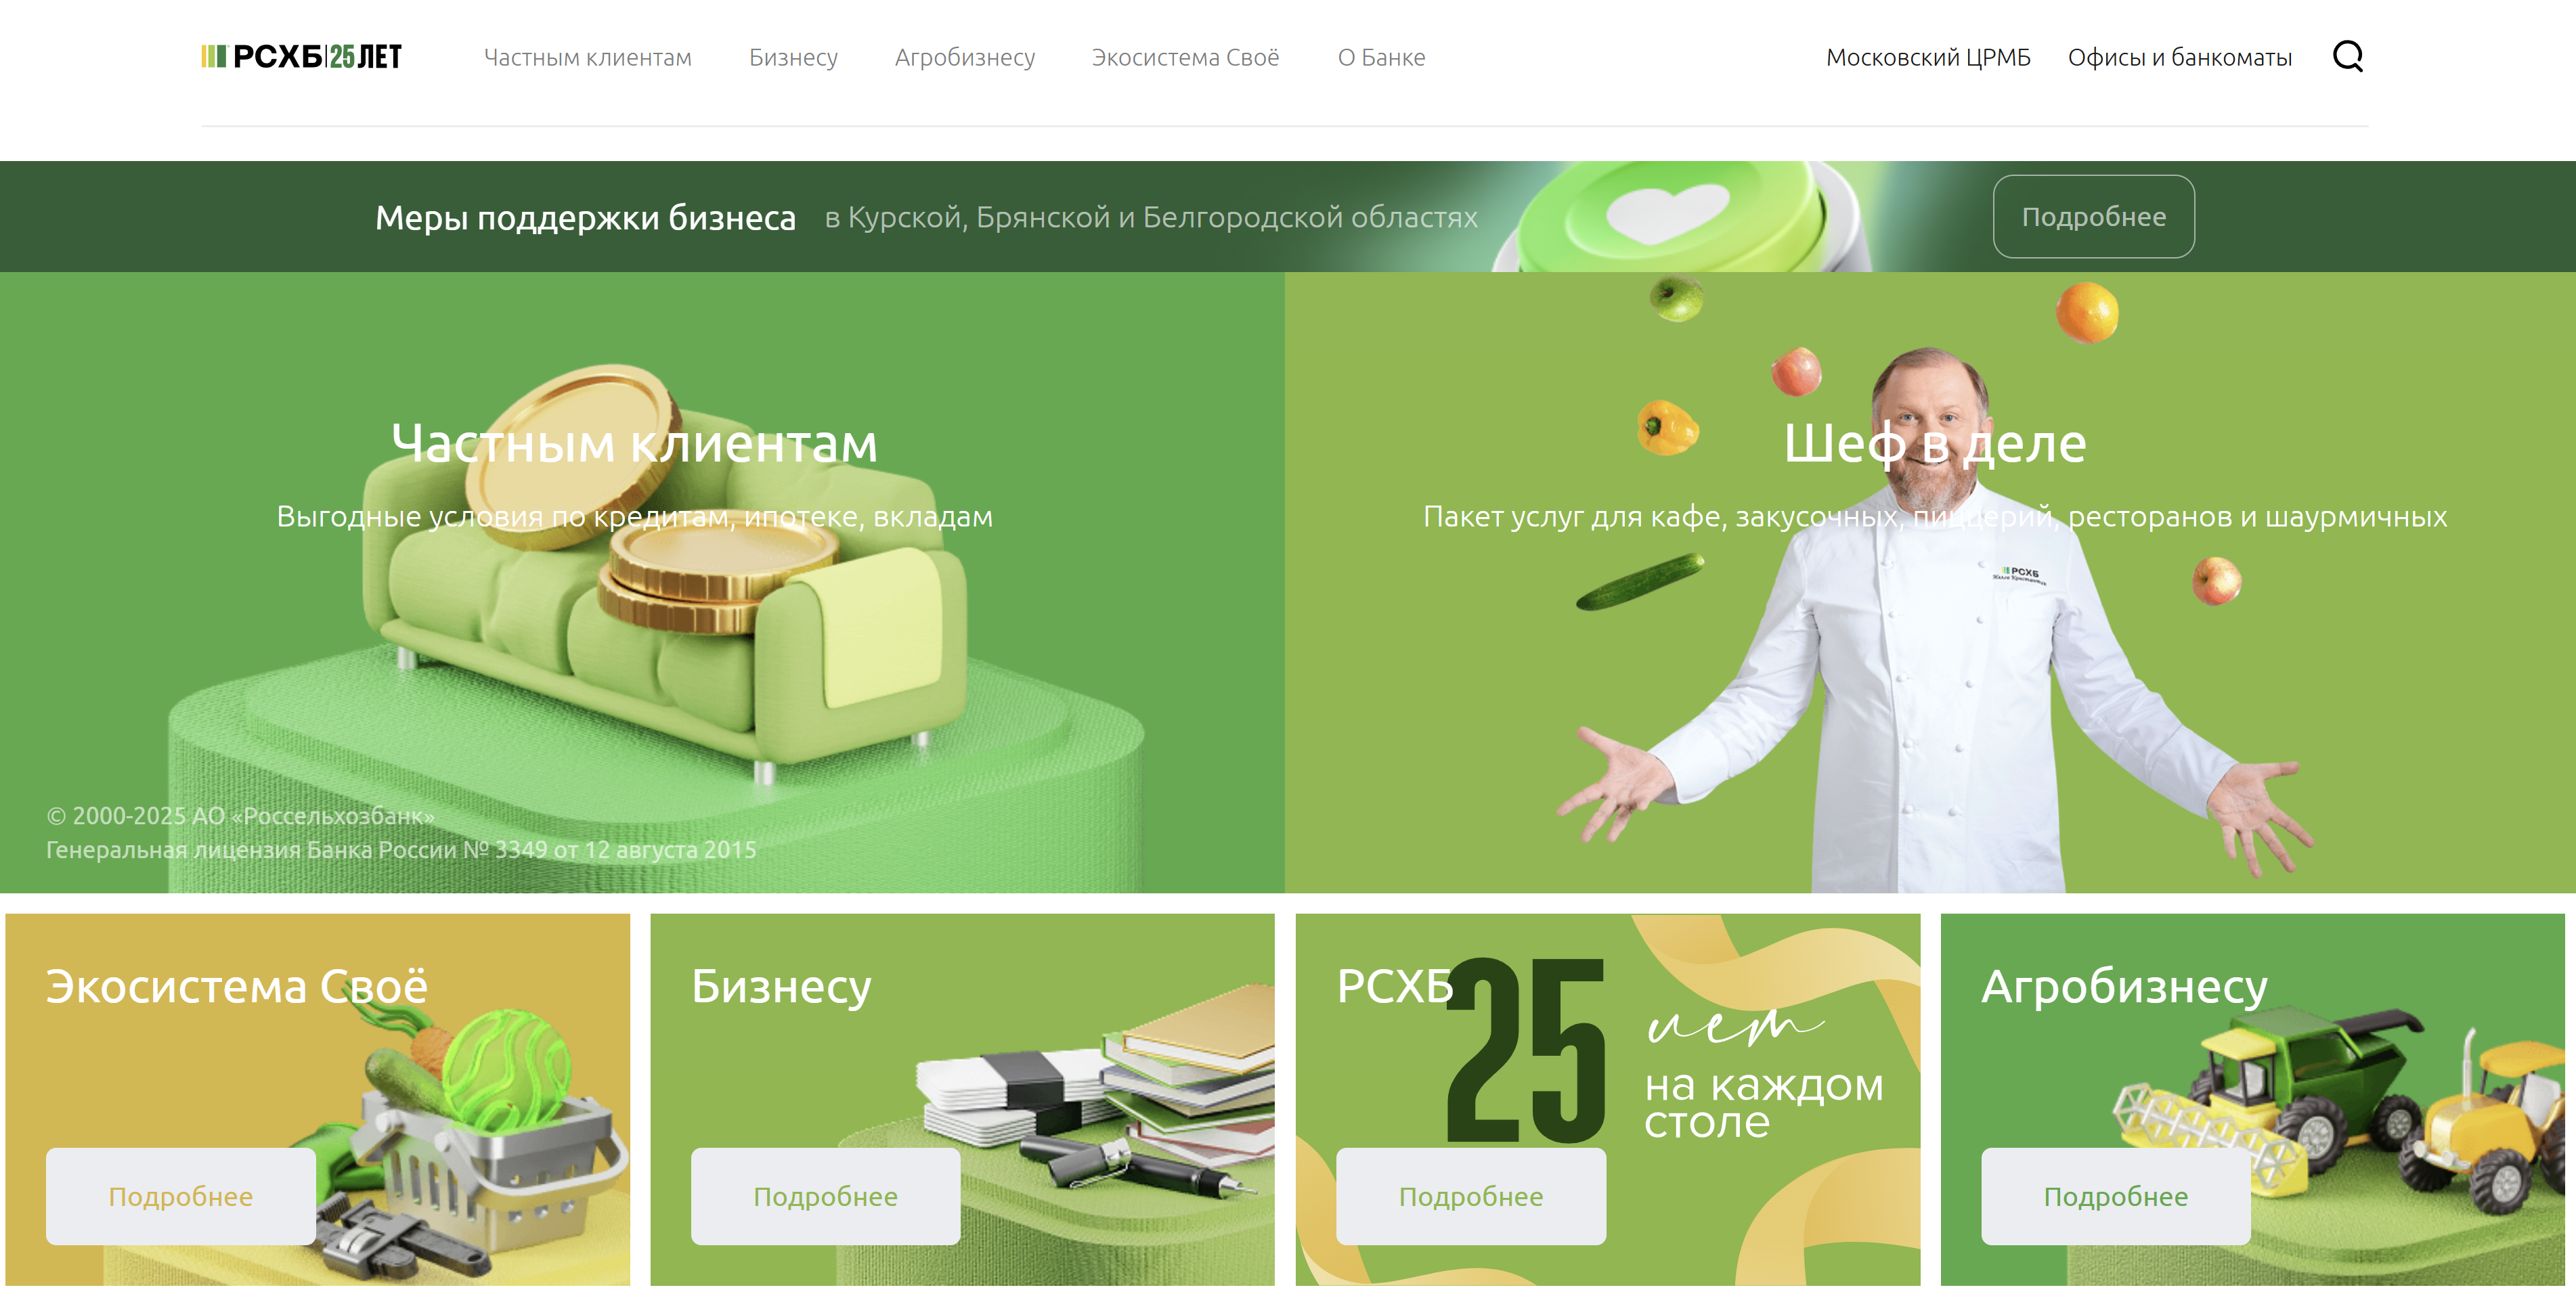 РСХБ 25 ЛЕТ
Частным клиентам
Бизнесу
Агробизнесу
Экосистема Своё
О Банке
Московский ЦРМБ
Офисы и банкоматы
Меры поддержки бизнеса
в Курской, Брянской и Белгородской областях
Подробнее
Частным клиентам
Выгодные условия по кредитам, ипотеке, вкладам
© 2000-2025 АО «Россельхозбанк»
Генеральная лицензия Банка России № 3349 от 12 августа 2015
Шеф в деле
Пакет услуг для кафе, закусочных, пиццерий, ресторанов и шаурмичных
РСХБ
Экосистема Своё
Подробнее
Бизнесу
Подробнее
РСХБ
25 лет
на каждом
столе
Подробнее
Агробизнесу
Подробнее